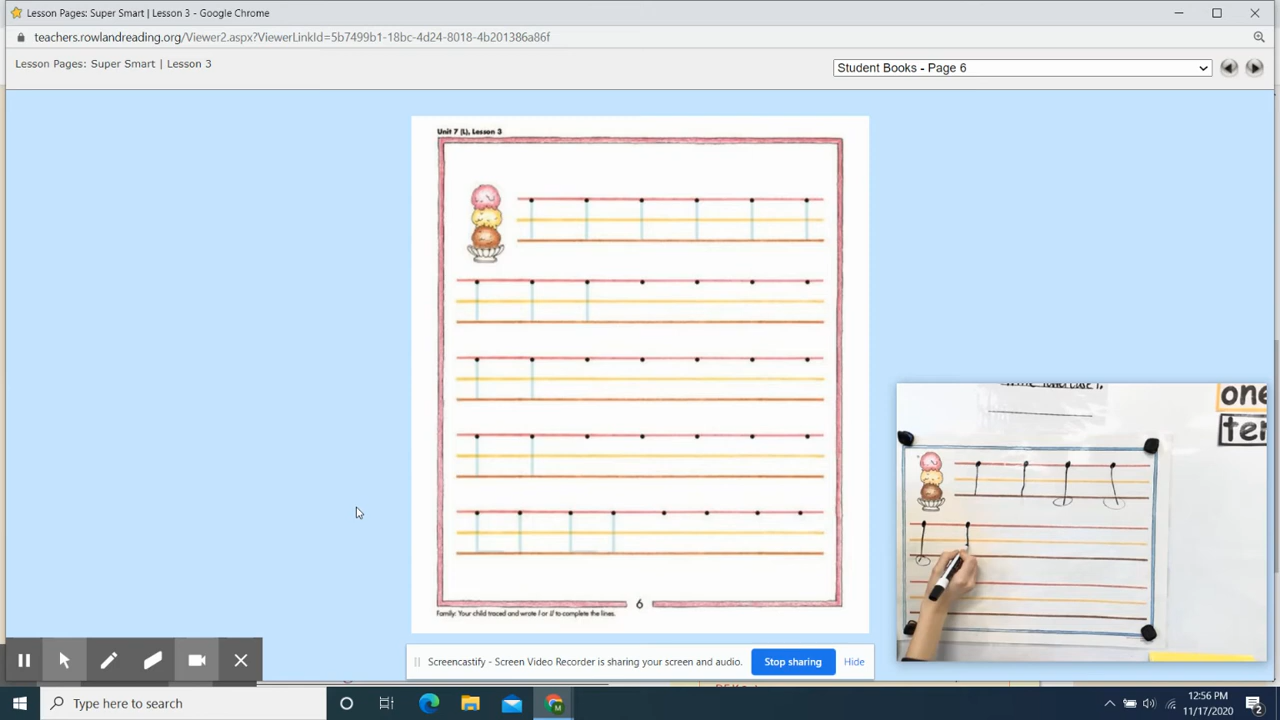 Lesson Pages: Super Smart | Lesson 3 - Google Chrome
teachers.rowlandreading.org/Viewer2.aspx?ViewerLinkId=5b7499b1-18bc-4d24-8018-4b201386a86f
Lesson Pages: Super Smart | Lesson 3
Student Books - Page 6
Unit 7 (L), Lesson 3
6
Family: Your child traced and wrote l or ll to complete the lines.
one
ter
Screencastify - Screen Video Recorder is sharing your screen and audio.
Stop sharing
Hide
Type here to search
12:56 PM
11/17/2020
2